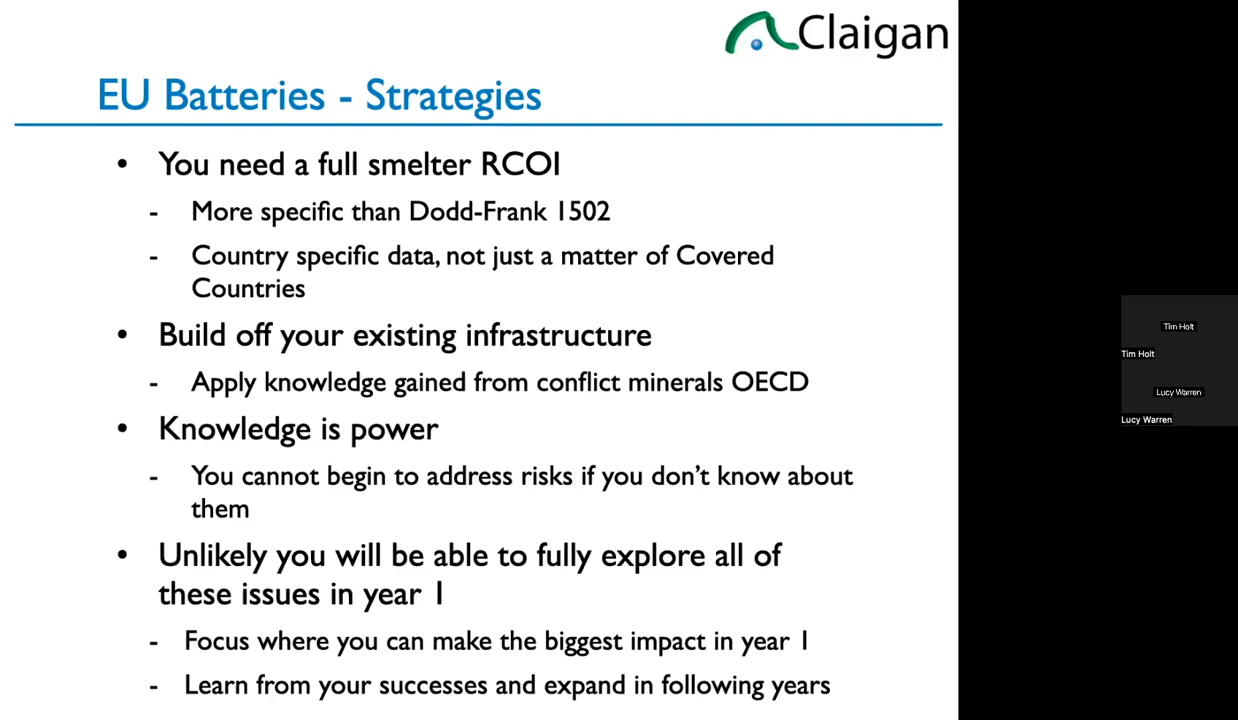 Claigan
EU Batteries - Strategies
• You need a full smelter RCOI
- More specific than Dodd-Frank 1502
- Country specific data, not just a matter of Covered
Countries
• Build off your existing infrastructure
- Apply knowledge gained from conflict minerals OECD
• Knowledge is power
- You cannot begin to address risks if you don't know about
them
• Unlikely you will be able to fully explore all of
these issues in year 1
- Focus where you can make the biggest impact in year 1
- Learn from your successes and expand in following years
Tim Holt
Tim Holt
Lucy Warren
Lucy Warren